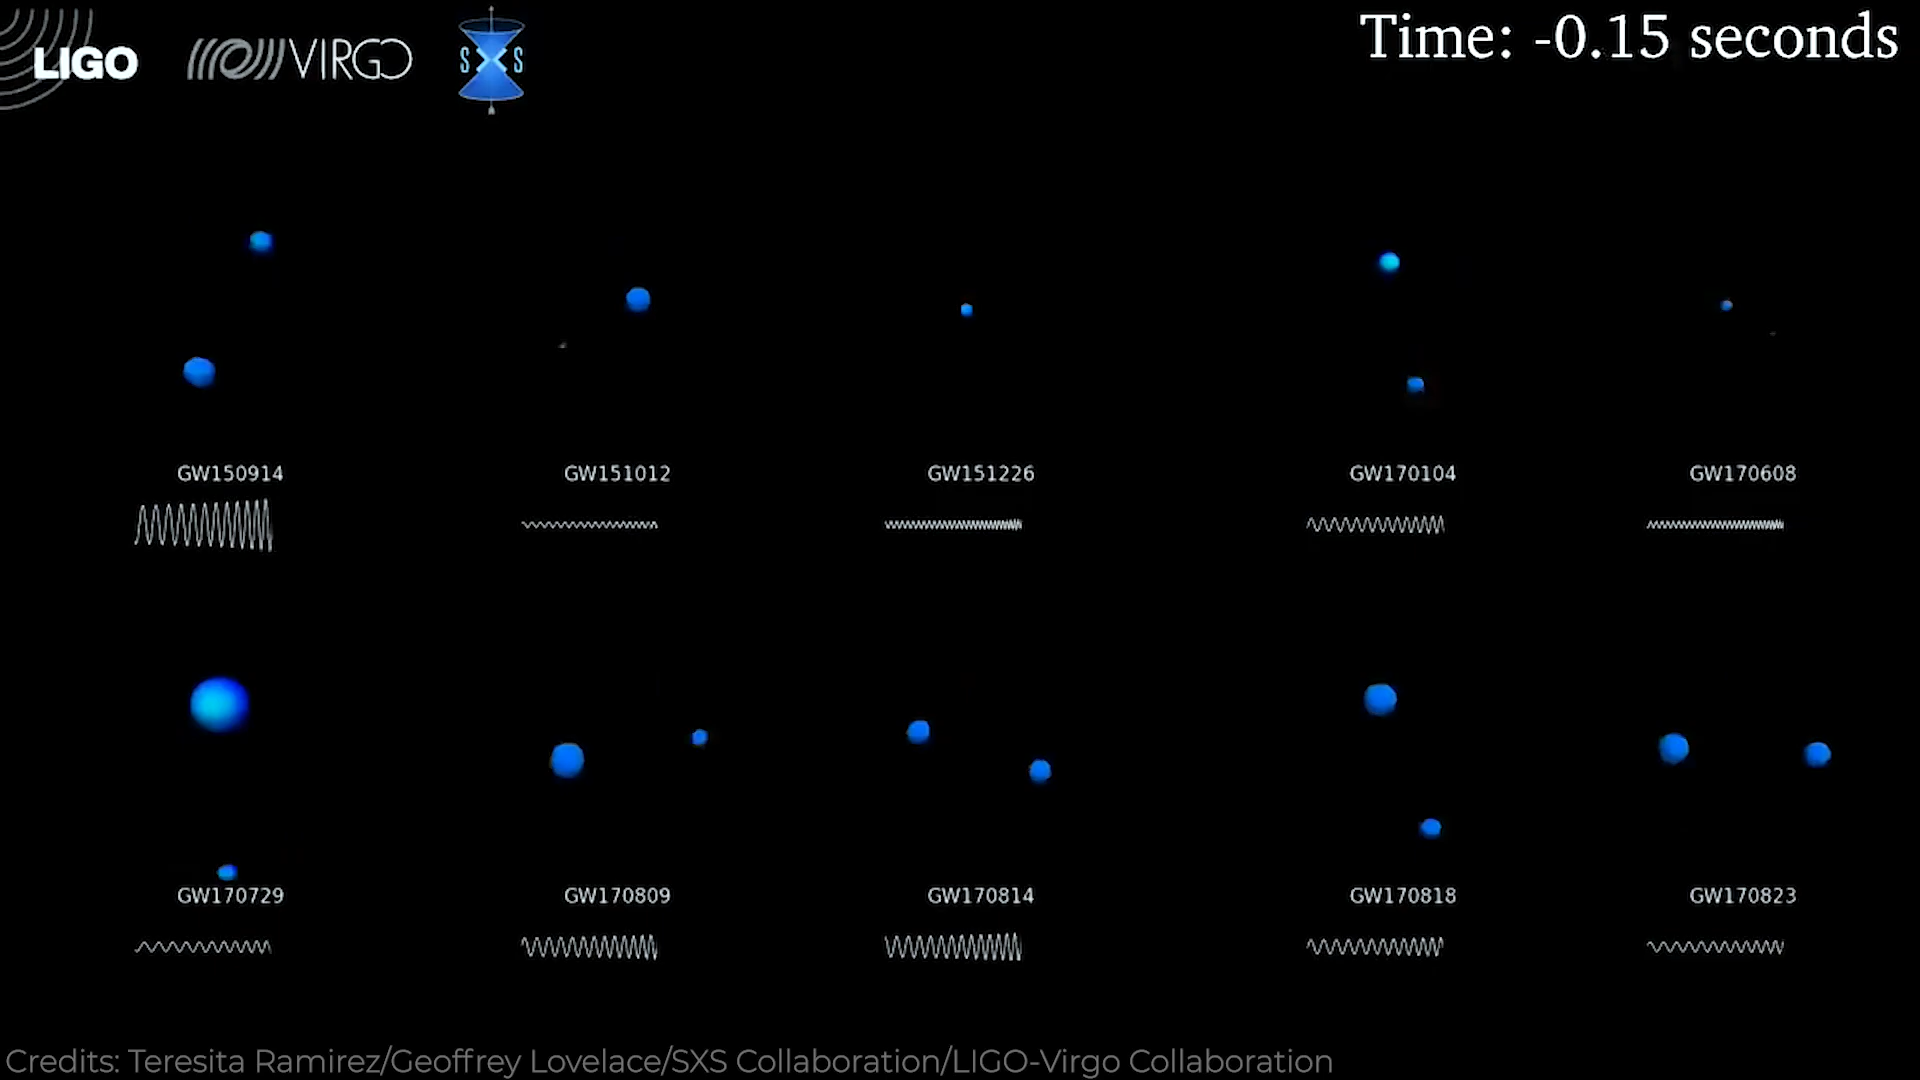 LIGO
VIRGO
SXS
Time: -0.15 seconds
GW150914
GW151012
GW151226
GW170104
GW170608
GW170729
GW170809
GW170814
GW170818
GW170823
Credits: Teresita Ramirez/Geoffrey Lovelace/SXS Collaboration/LIGO-Virgo Collaboration